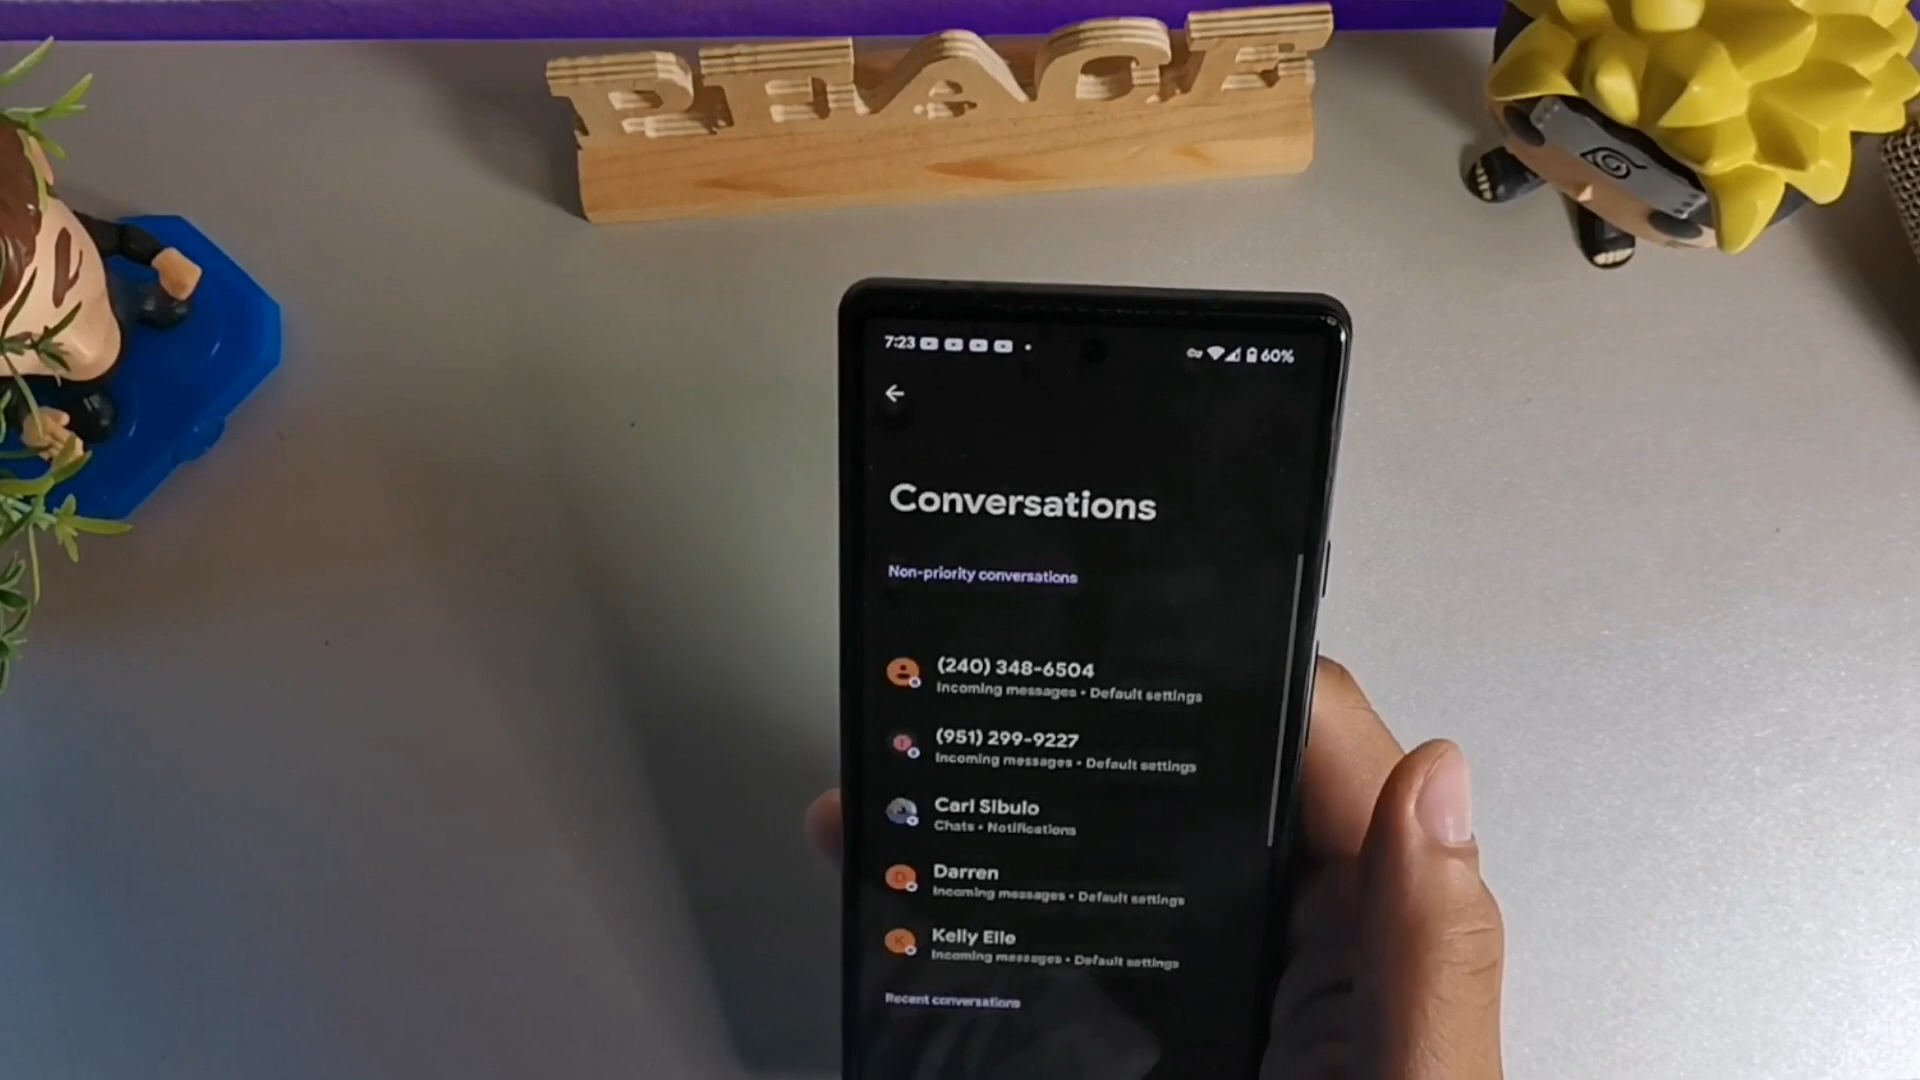 PEACE
7:23
60%
Conversations
Non-priority conversations
(240) 348-6504
Incoming messages • Default settings
(951) 299-9227
Incoming messages • Default settings
Carl Sibulo
Chats • Notifications
D
Darren
Incoming messages • Default settings
K
Kelly Elle
Incoming messages • Default settings
Recent conversations